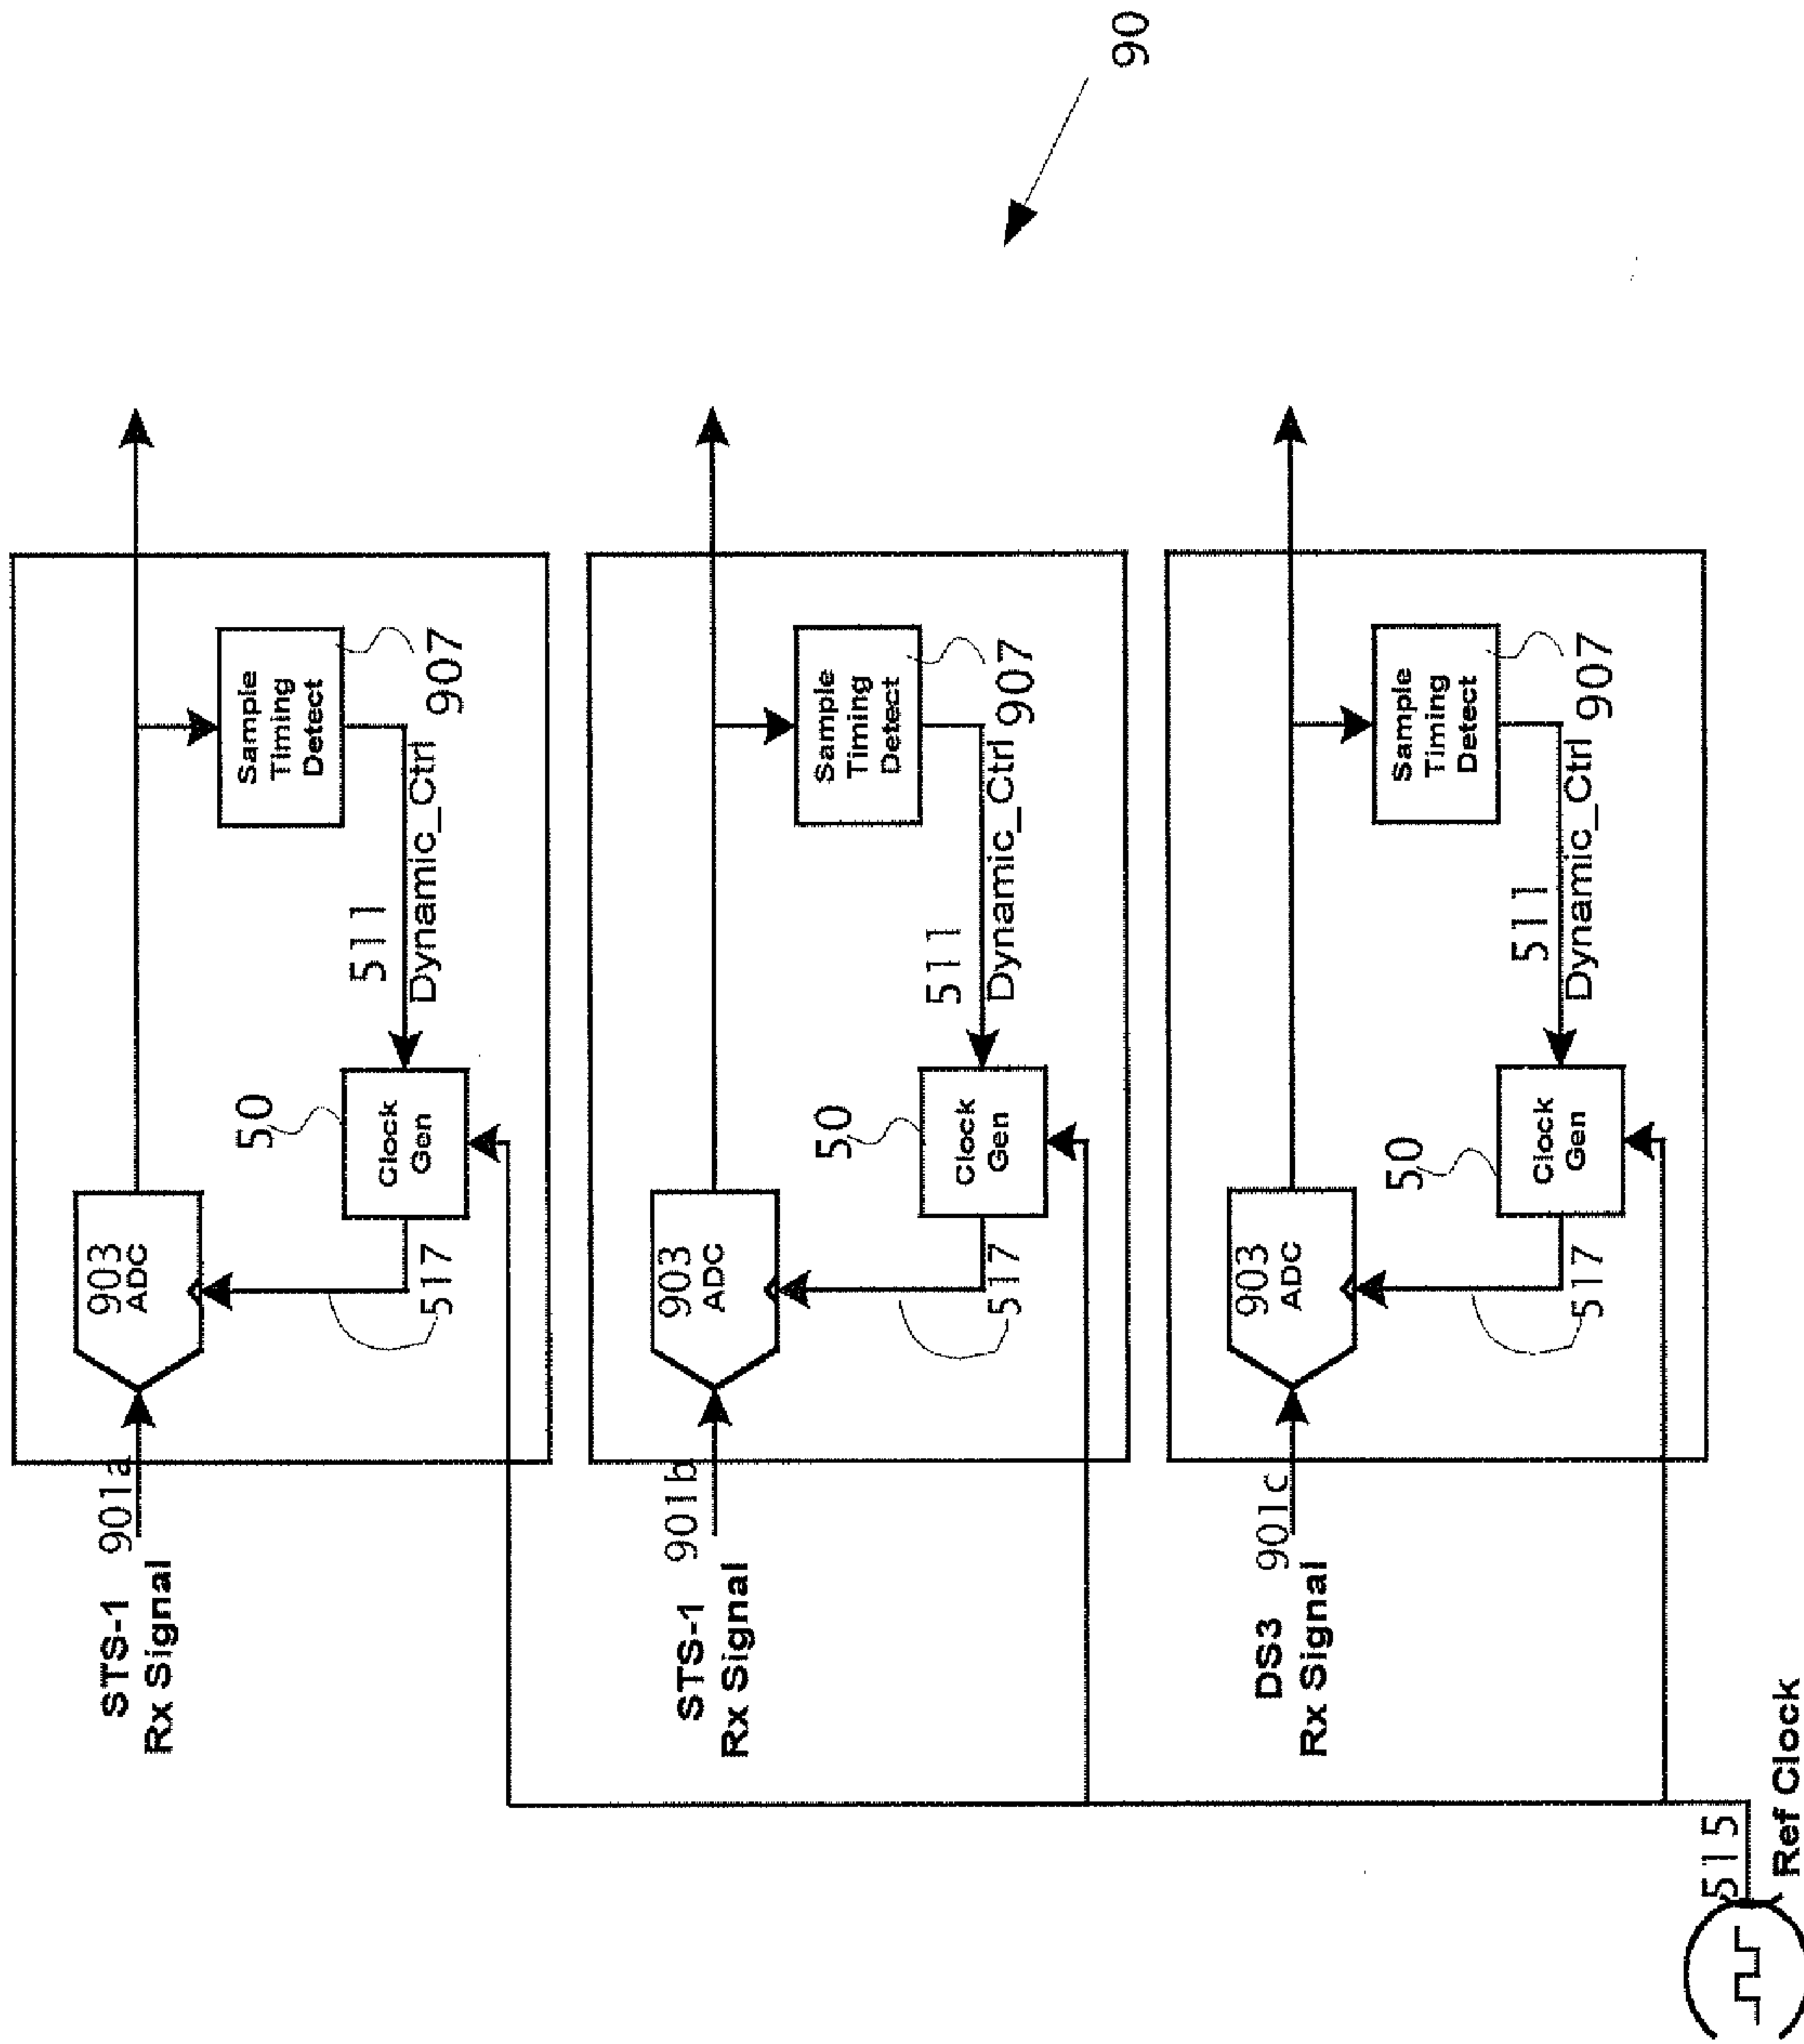 90
903
ADC
50
Clock
Gen
511
Dynamic_Ctrl
Sample
Timing
Detect
907
517
901a
STS-1
Rx Signal
903
ADC
50
Clock
Gen
511
Dynamic_Ctrl
Sample
Timing
Detect
907
517
901b
STS-1
Rx Signal
903
ADC
50
Clock
Gen
511
Dynamic_Ctrl
Sample
Timing
Detect
907
517
901c
DS3
Rx Signal
515
Ref Clock